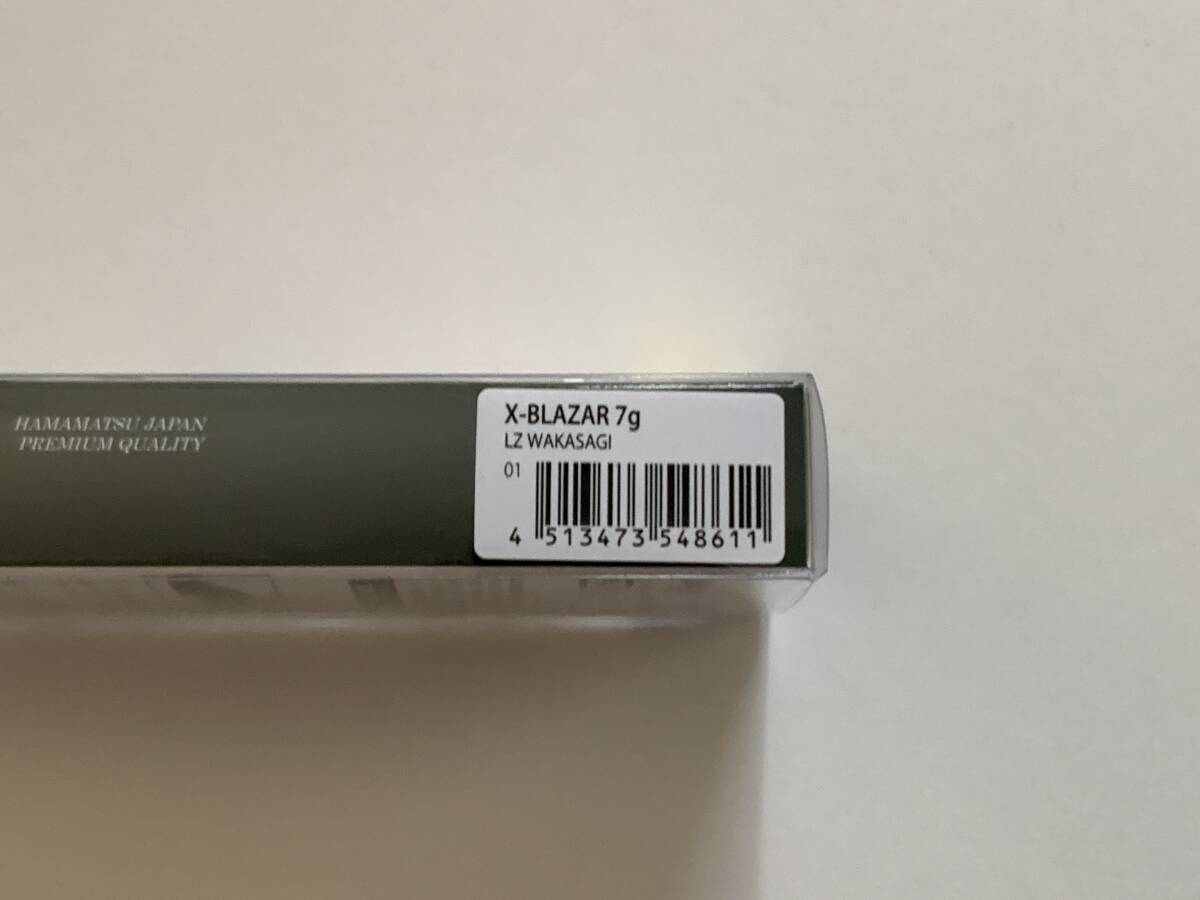 HAMAMATSU JAPAN
PREMIUM QUALITY
X-BLAZAR 7g
LZ WAKASAGI
01
4 513473 548611